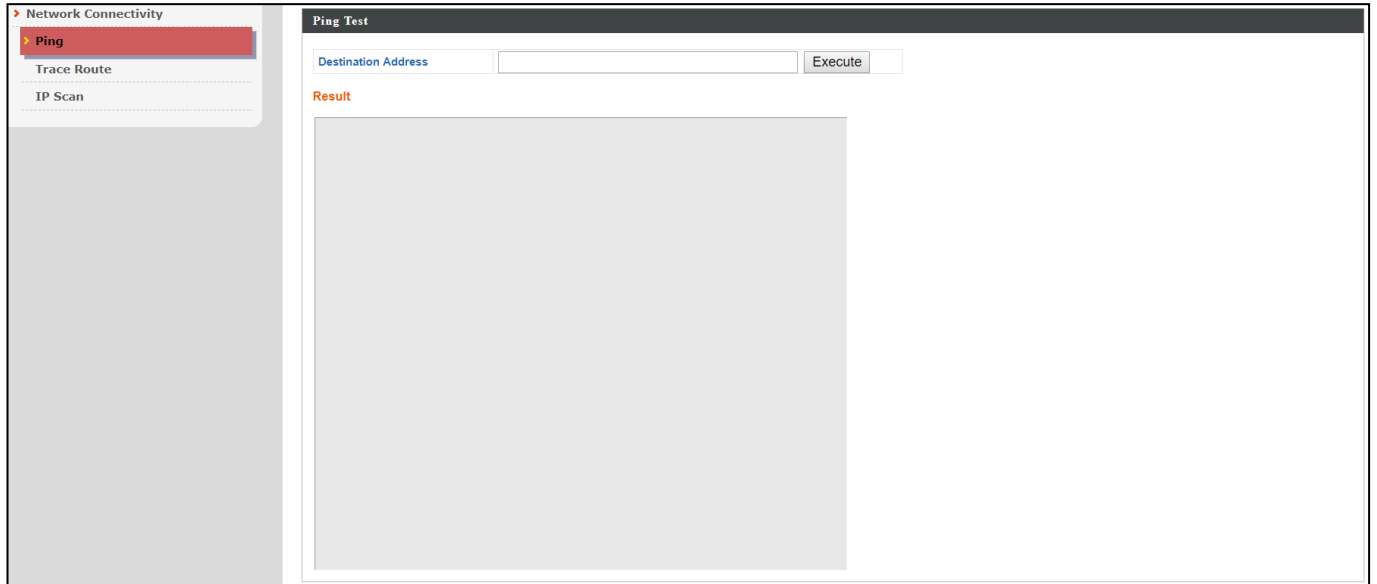 Network Connectivity
Ping
Trace Route
IP Scan
Ping Test
Destination Address
Execute
Result